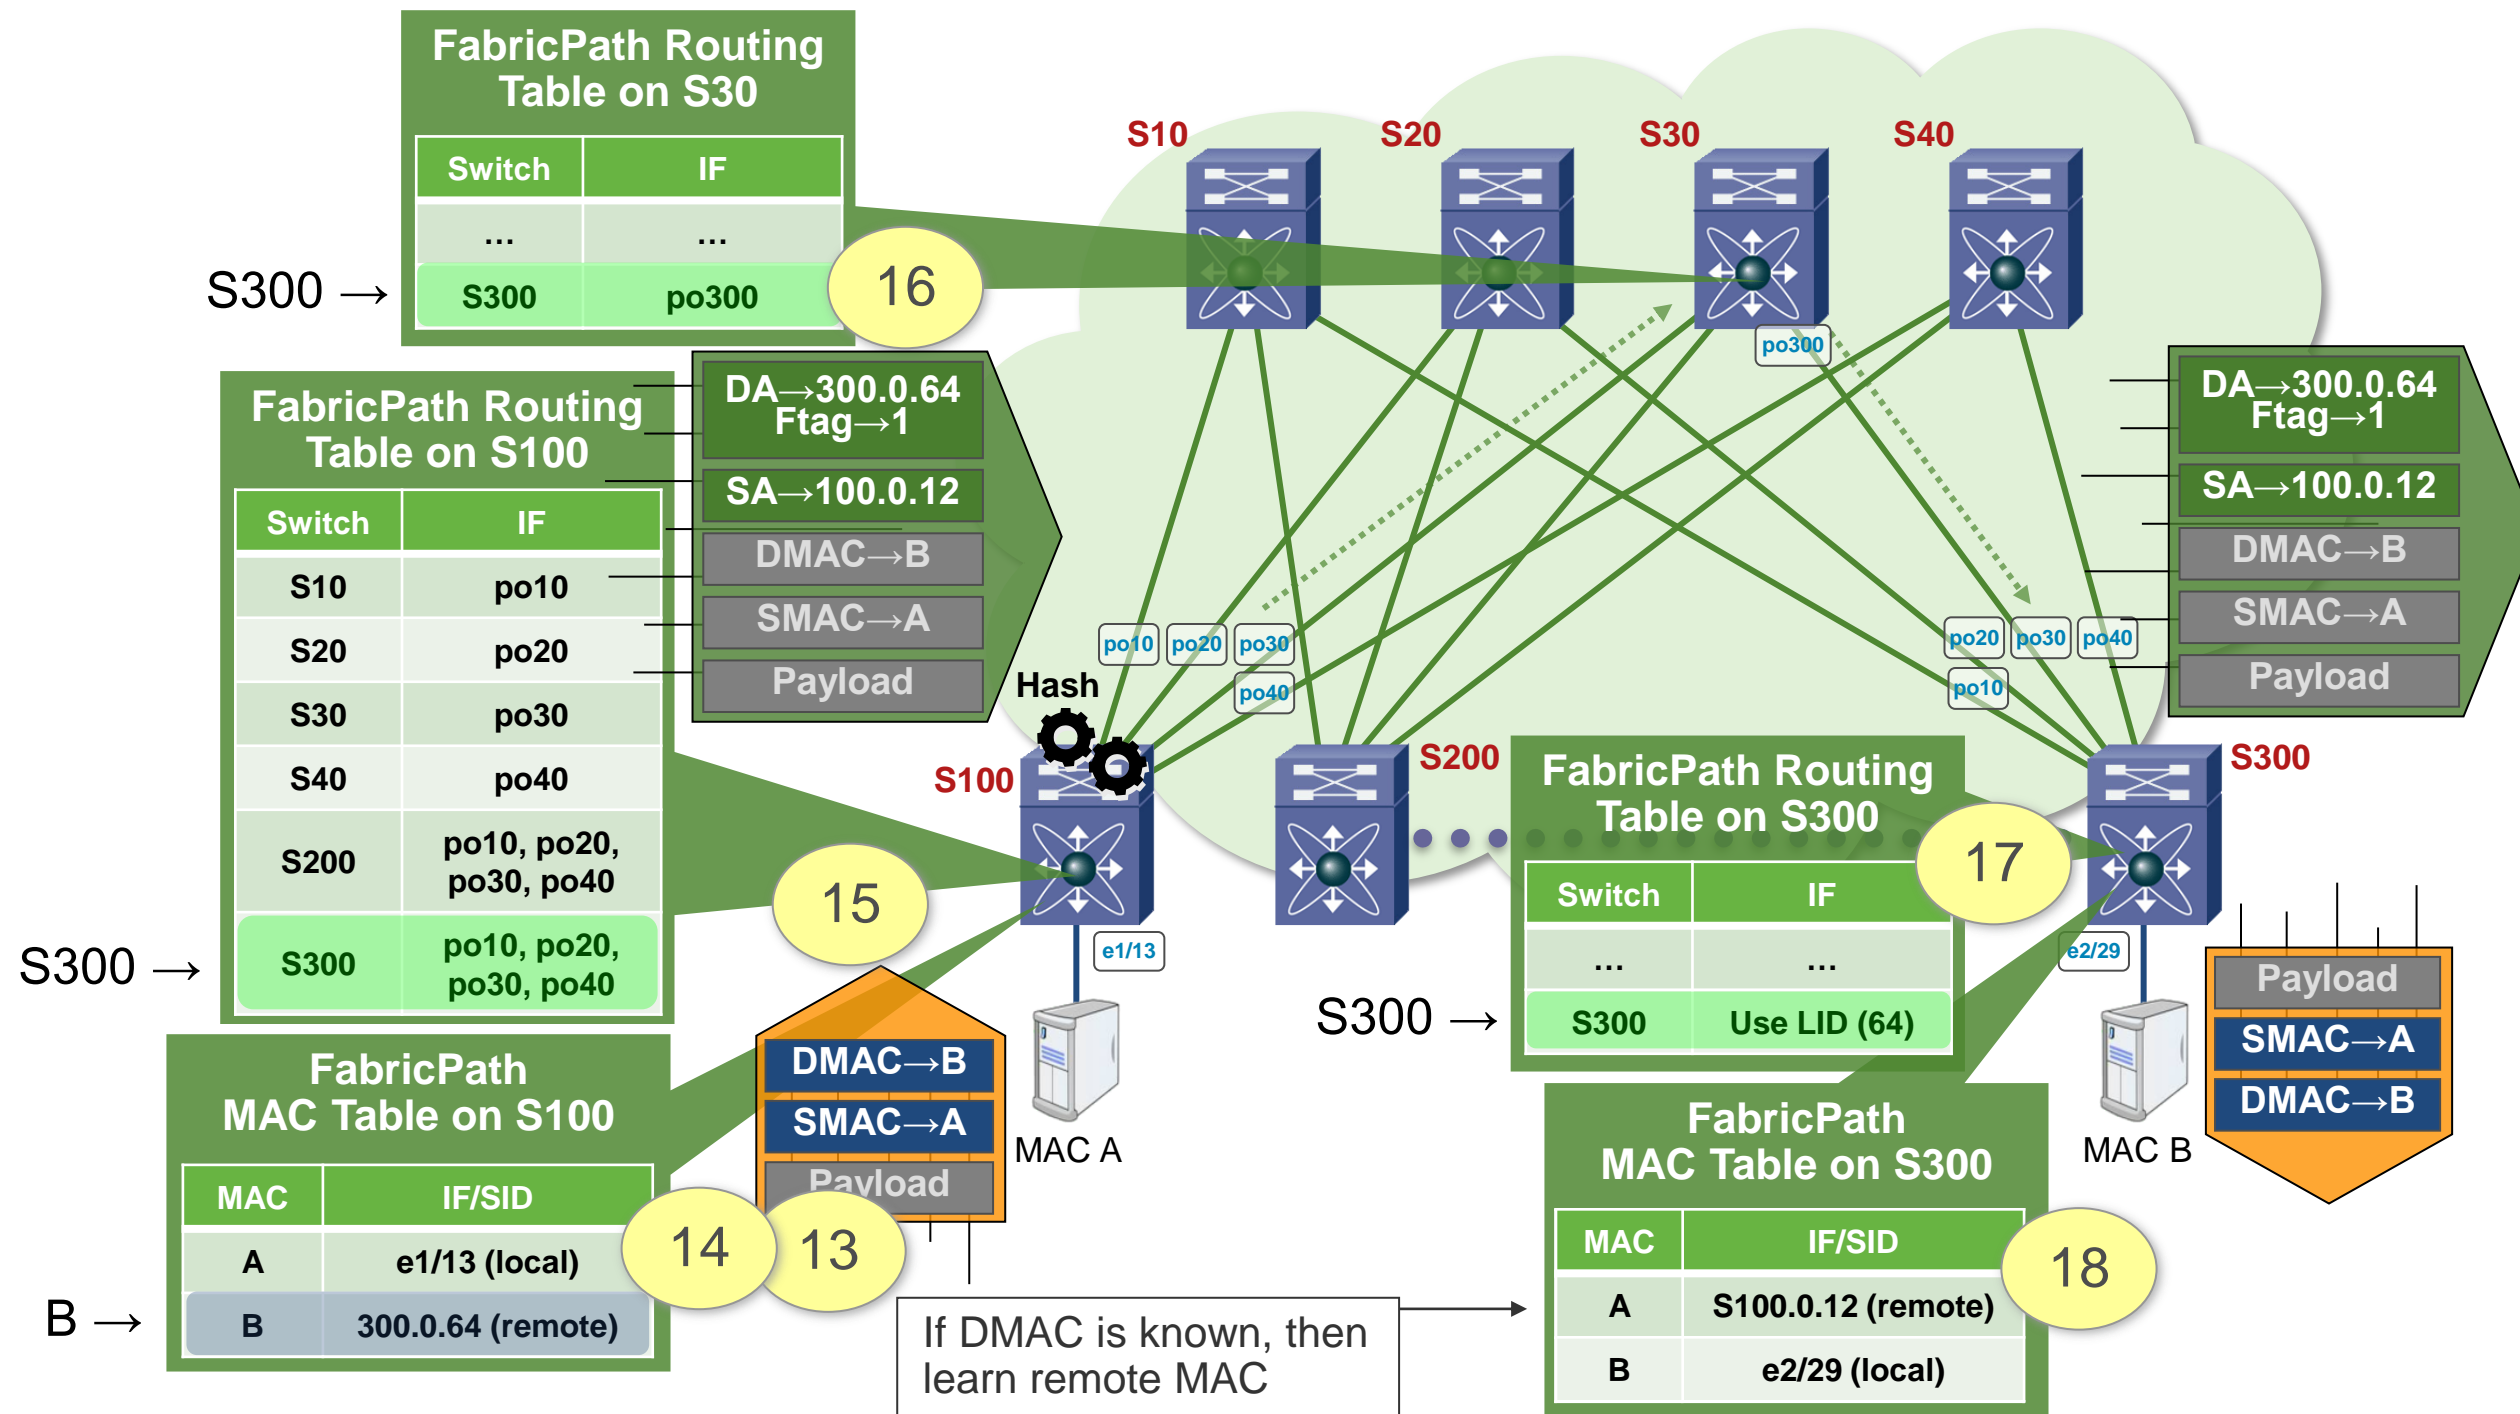 FabricPath Routing
Table on S30
Switch IF
… …
S300 → S300 po300
16
S10 S20 S30 S40
po300
FabricPath Routing
Table on S100
Switch IF
S10 po10
S20 po20
S30 po30
S40 po40
S200 po10, po20,
po30, po40
S300 → S300 po10, po20,
po30, po40
15
DA→300.0.64
Ftag→1
SA→100.0.12
DMAC→B
SMAC→A
Payload
po10 po20 po30
po40
Hash
S100
e1/13
MAC A
S200
po20 po30 po40
po10
DA→300.0.64
Ftag→1
SA→100.0.12
DMAC→B
SMAC→A
Payload
S300
FabricPath Routing
Table on S300
Switch IF
… …
S300 → S300 Use LID (64)
17
e2/29
MAC B
Payload
SMAC→A
DMAC→B
FabricPath
MAC Table on S100
MAC IF/SID
A e1/13 (local)
B → B 300.0.64 (remote)
14
13
DMAC→B
SMAC→A
Payload
If DMAC is known, then
learn remote MAC
FabricPath
MAC Table on S300
MAC IF/SID
A S100.0.12 (remote)
B e2/29 (local)
18